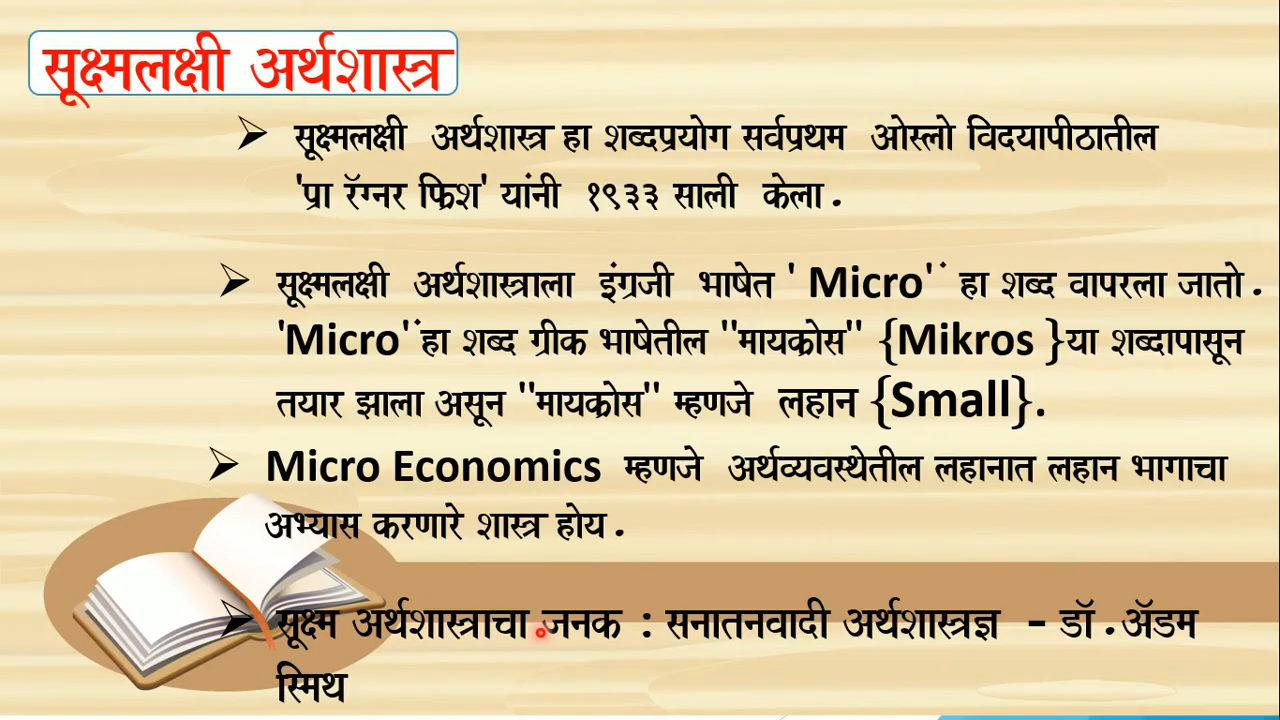 सूक्ष्मलक्षी अर्थशास्त्र
➢ सूक्ष्मलक्षी अर्थशास्त्र हा शब्दप्रयोग सर्वप्रथम ओस्लो विदयापीठातील
'प्रा रॅग्नर फ्रिश' यांनी १९३३ साली केला.
➢ सूक्ष्मलक्षी अर्थशास्त्राला इंग्रजी भाषेत ' Micro'ं हा शब्द वापरला जातो.
'Micro'ं हा शब्द ग्रीक भाषेतील "मायक्रोस" {Mikros }या शब्दापासून
तयार झाला असून "मायक्रोस" म्हणजे लहान {Small}.
➢ Micro Economics म्हणजे अर्थव्यवस्थेतील लहानात लहान भागाचा
अभ्यास करणारे शास्त्र होय.
➢ सूक्ष्म अर्थशास्त्राचा जनक : सनातनवादी अर्थशास्त्रज्ञ - डॉ.ॲडम
स्मिथ